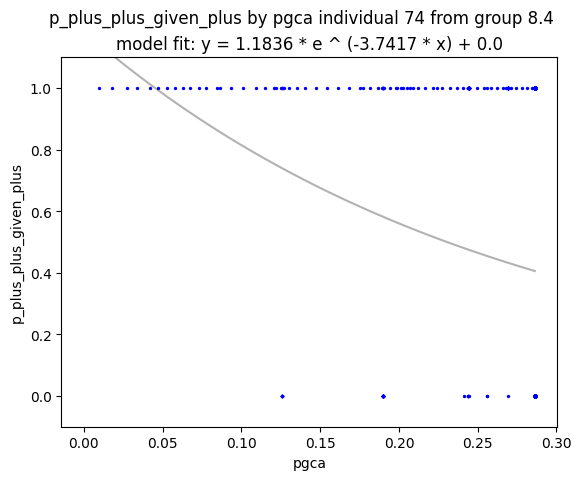 p_plus_plus_given_plus by pgca individual 74 from group 8.4
model fit: y = 1.1836 * e ^ (-3.7417 * x) + 0.0
p_plus_plus_given_plus
1.0
0.8
0.6
0.4
0.2
0.0
0.00 0.05 0.10 0.15 0.20 0.25 0.30
pgca